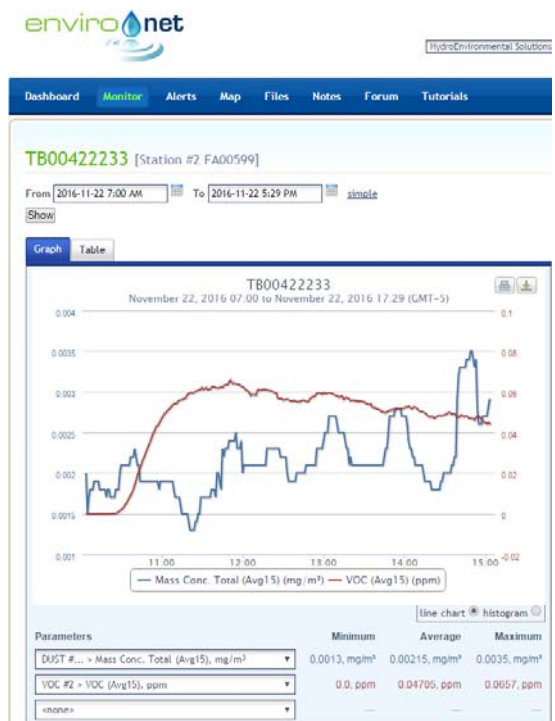 environet
HydroEnvironmental Solutions
Dashboard Monitor Alerts Map Files Notes Forum Tutorials
TB00422233 [Station #2 FA00599]
From 2016-11-22 7:00 AM To 2016-11-22 5:29 PM simple
Show
Graph Table
TB00422233
November 22, 2016 07.00 to November 22, 2016 17.29 (GMT-5)
0.004 0.1
0.0035 0.08
0.003 0.06
0.0025 0.04
0.002 0.02
0.0015 0
0.001 -0.02
11:00 12:00 13:00 14:00 15:00
Mass Conc. Total (Avg15) (mg/m³) VOC (Avg15) (ppm)
line chart histogram
Parameters Minimum Average Maximum
DUST #... > Mass Conc. Total (Avg15), mg/m³ 0.0013, mg/m³ 0.00215, mg/m³ 0.0035, mg/m³
VOC #2 > VOC (Avg15), ppm 0.0, ppm 0.04705, ppm 0.0657, ppm
<none> --- --- ---